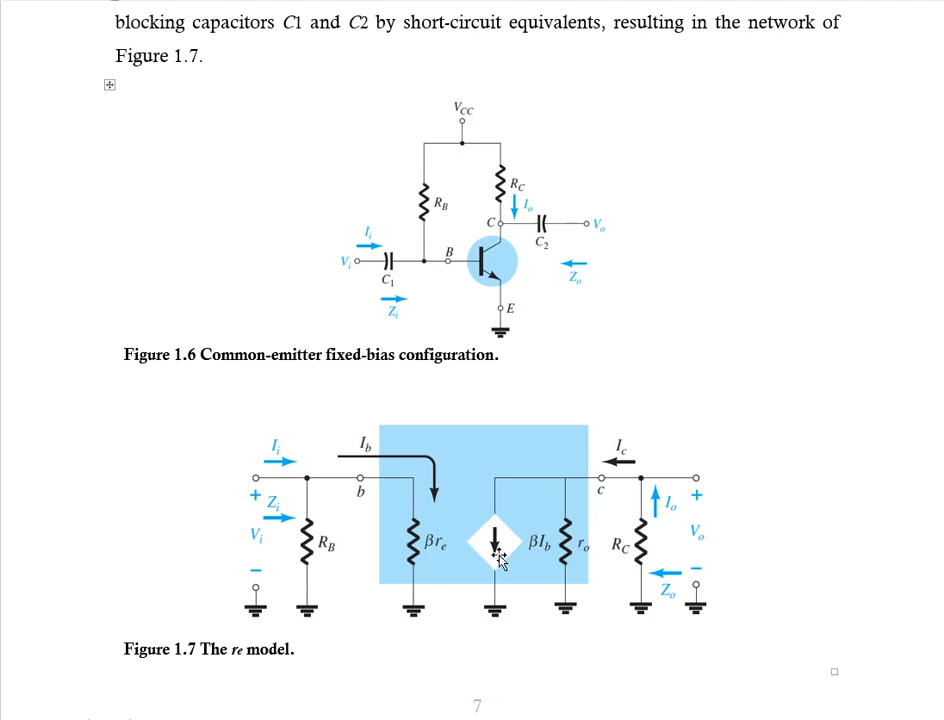 blocking capacitors C1 and C2 by short-circuit equivalents, resulting in the network of
Figure 1.7.
VCC
RB
RC
Io
C
C2
Vo
Ii
Vi
B
C1
Zi
Zo
E
Figure 1.6 Common-emitter fixed-bias configuration.
Ii
Ib
Ic
b
c
+
Zi
Vi
−
RB
βre
βIb
ro
RC
Io
+
Vo
−
Zo
Figure 1.7 The re model.
7